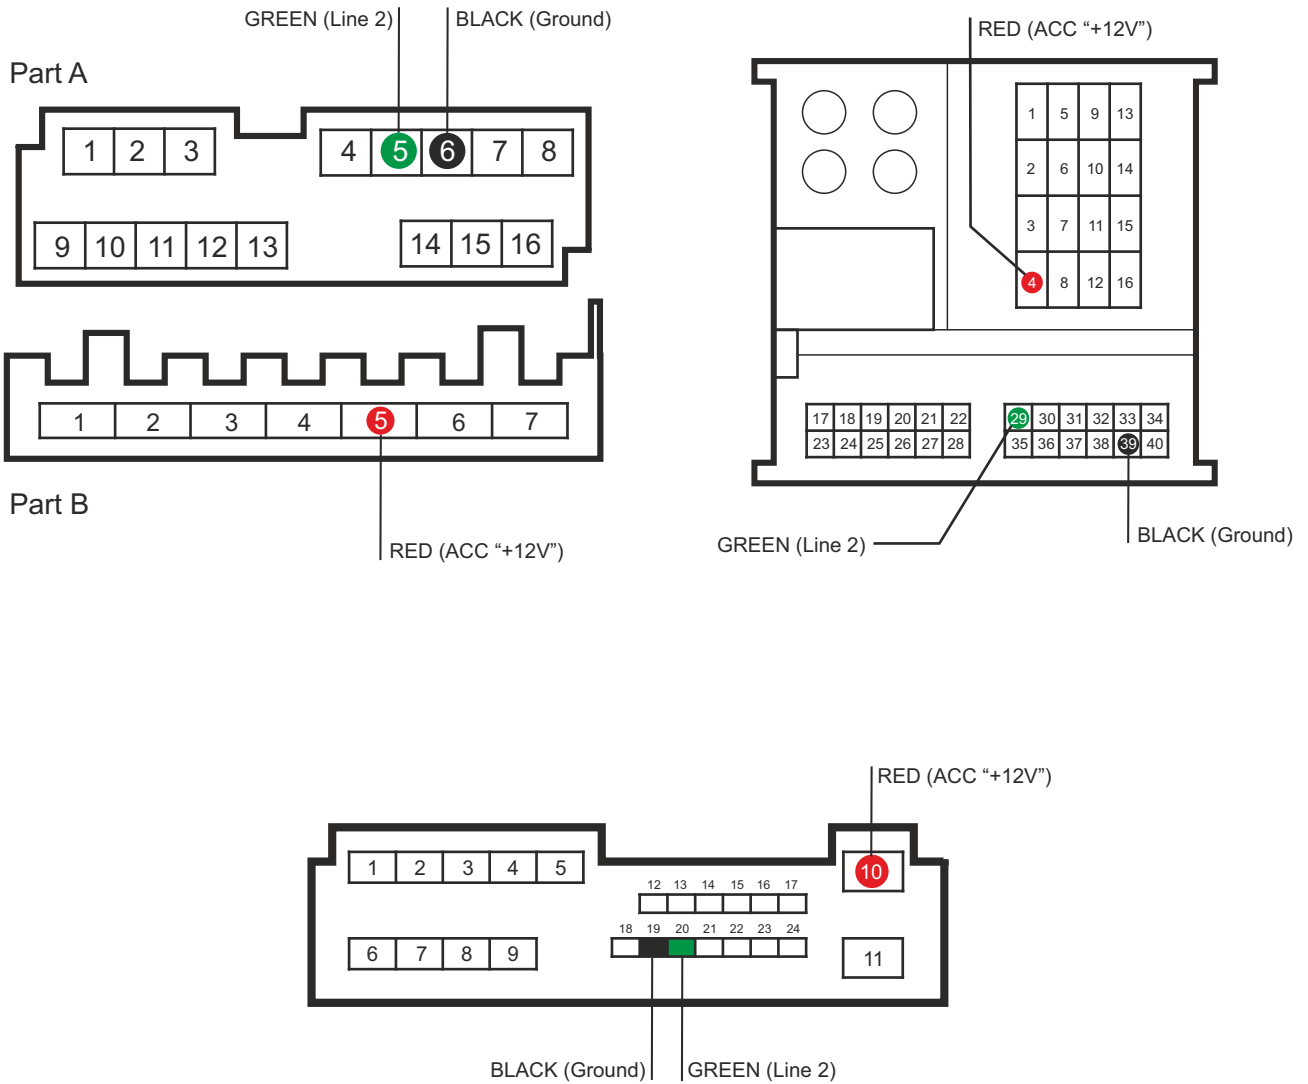 GREEN (Line 2)
BLACK (Ground)
Part A
1 2 3
4 5 6 7 8
9 10 11 12 13
14 15 16
1 2 3 4 5 6 7
Part B
RED (ACC “+12V”)
RED (ACC “+12V”)
1 5 9 13
2 6 10 14
3 7 11 15
4 8 12 16
17 18 19 20 21 22
23 24 25 26 27 28
29 30 31 32 33 34
35 36 37 38 39 40
GREEN (Line 2)
BLACK (Ground)
RED (ACC “+12V”)
1 2 3 4 5
10
12 13 14 15 16 17
18 19 20 21 22 23 24
6 7 8 9
11
BLACK (Ground)
GREEN (Line 2)